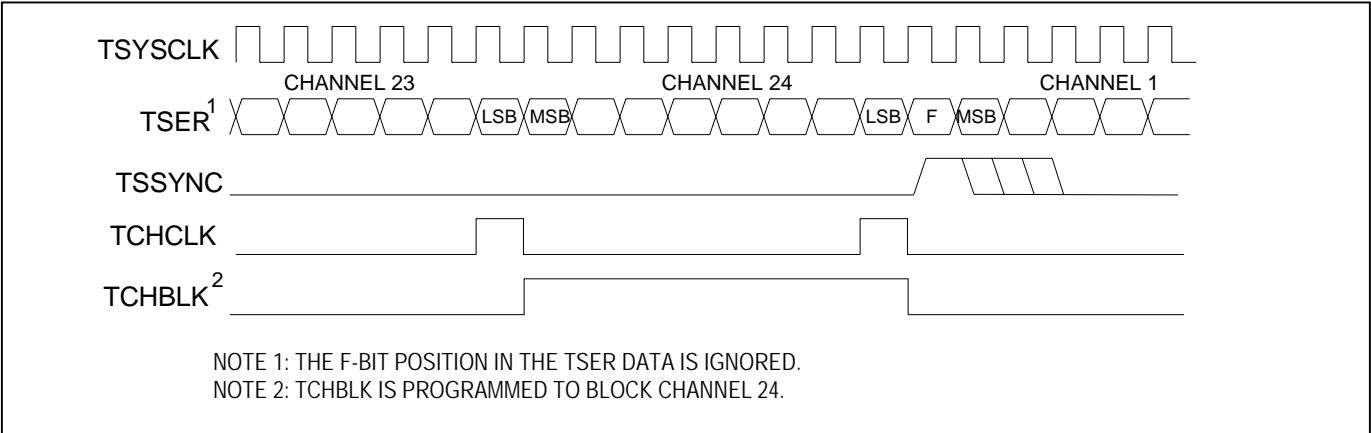 TSYSCLK
CHANNEL 23 CHANNEL 24 CHANNEL 1
TSER1 LSB MSB LSB F MSB
TSSYNC
TCHCLK
TCHBLK2
NOTE 1: THE F-BIT POSITION IN THE TSER DATA IS IGNORED.
NOTE 2: TCHBLK IS PROGRAMMED TO BLOCK CHANNEL 24.